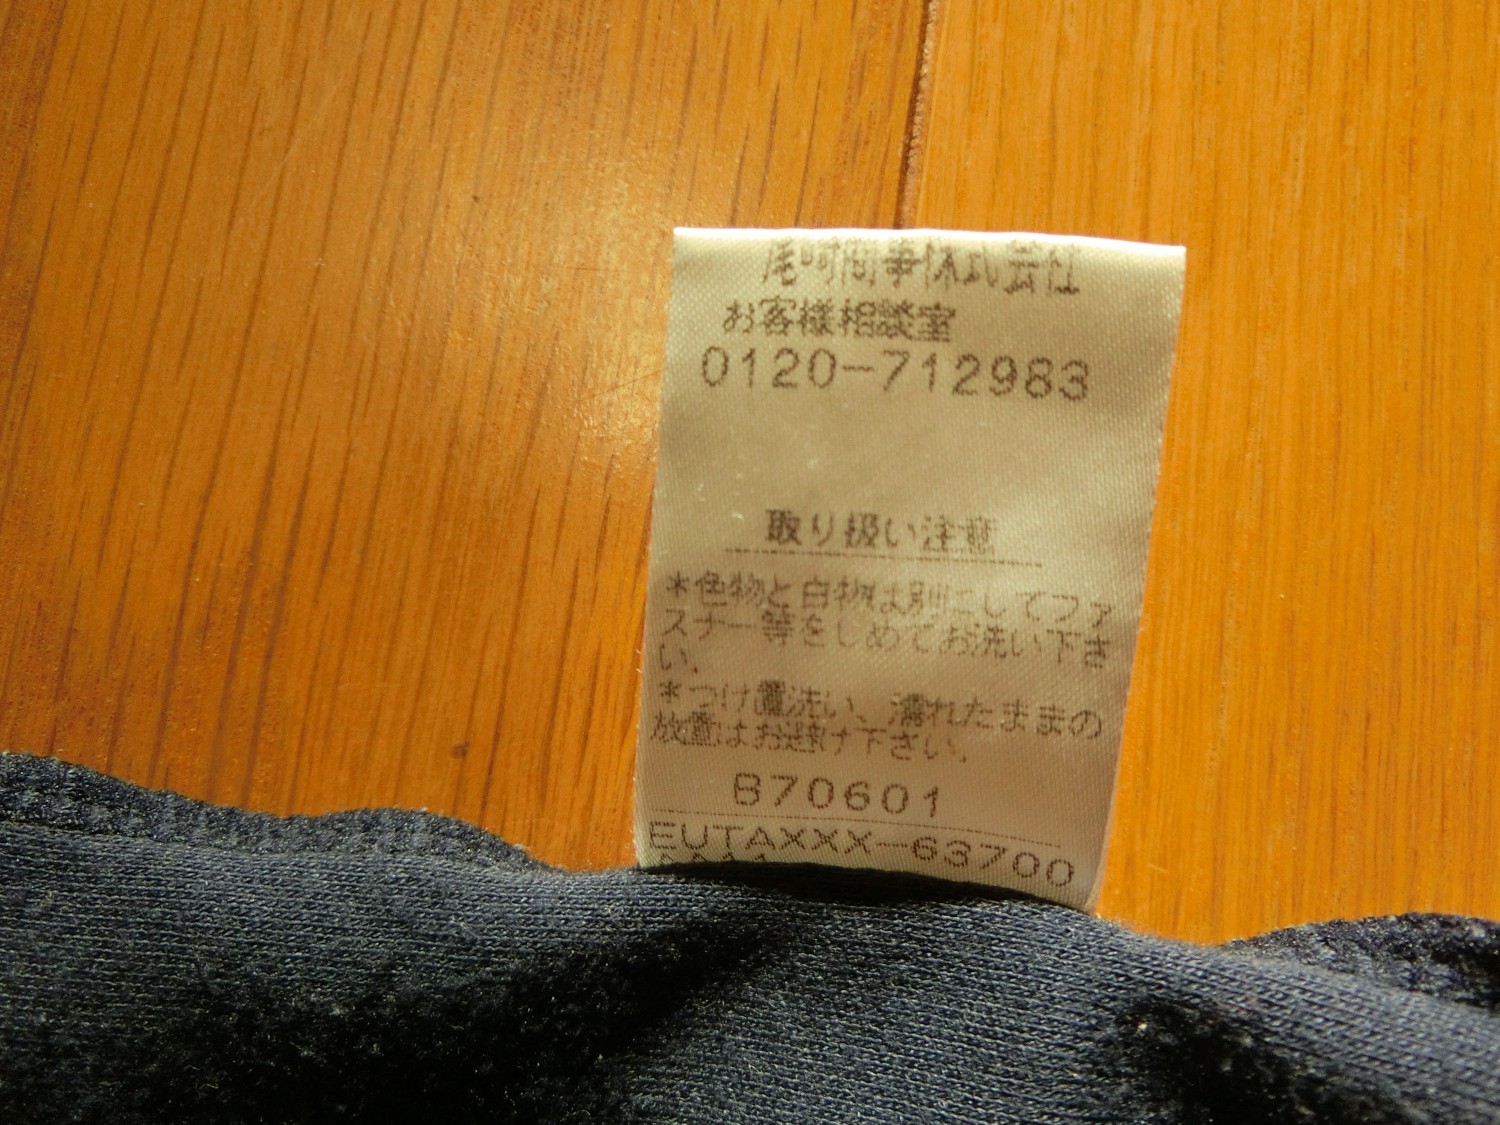 尾崎商事株式会社
お客様相談室
0120-712983
取り扱い注意
*色物と白物は別にしてファ
スナー等をしめてお洗い下さ
い.
*つけ置洗い、濡れたままの
放置はお避け下さい.
B70601
EUTAXXX-63700